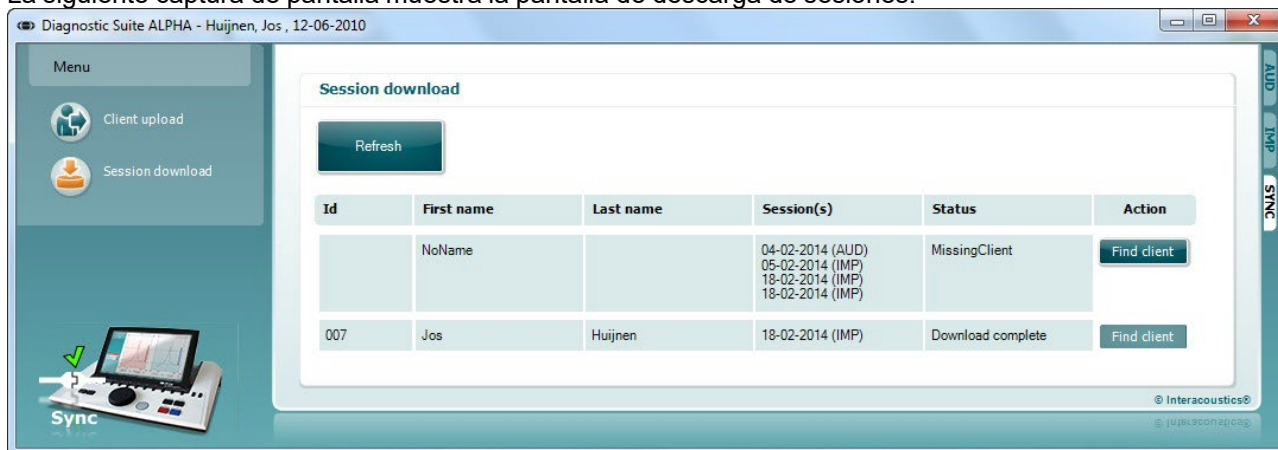 La siguiente captura de pantalla muestra la pantalla de descarga de sesiones:
Diagnostic Suite ALPHA - Huijnen, Jos , 12-06-2010
Menu
Client upload
Session download
Sync
Session download
Refresh
Id First name Last name Session(s) Status Action
NoName 04-02-2014 (AUD) MissingClient Find client
05-02-2014 (IMP)
18-02-2014 (IMP)
18-02-2014 (IMP)
007 Jos Huijnen 18-02-2014 (IMP) Download complete Find client
© Interacoustics®
AUD
IMP
SYNC